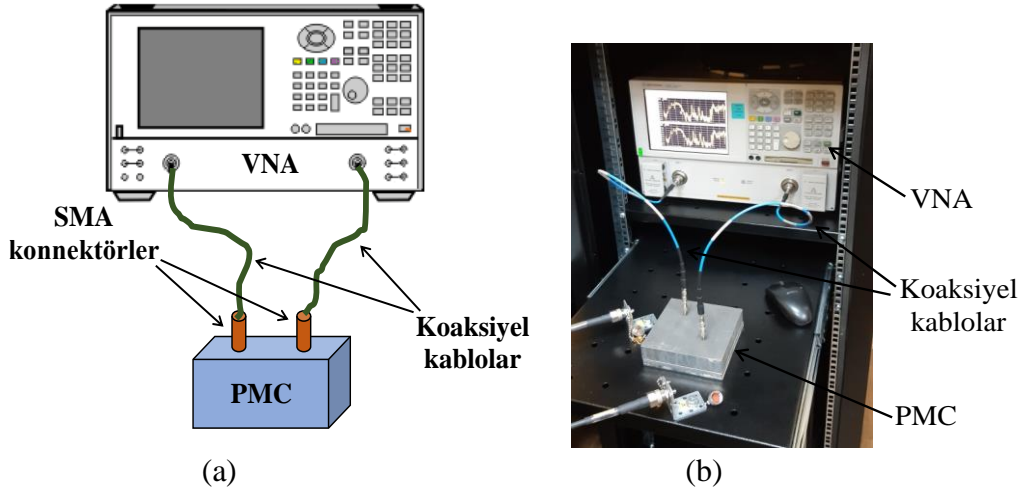 VNA
SMA
konnektörler
Koaksiyel
kablolar
PMC
(a)
VNA
Koaksiyel
kablolar
PMC
(b)